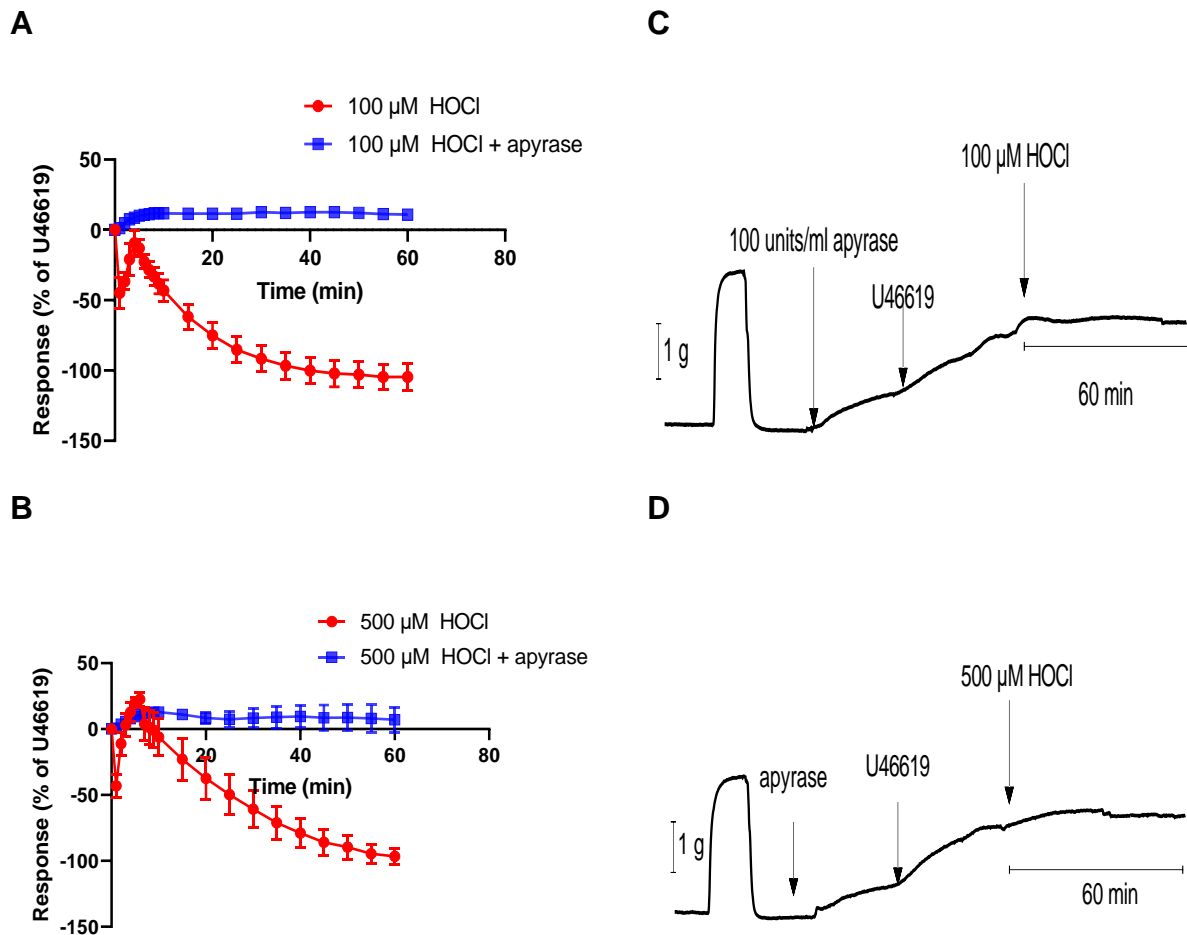 A
100 µM HOCl
100 µM HOCl + apyrase
50
0
-50
-100
-150
20
40
60
80
Time (min)
Response (% of U46619)
C
100 µM HOCl
100 units/ml apyrase
U46619
1 g
60 min
B
500 µM HOCl
500 µM HOCl + apyrase
50
0
-50
-100
-150
20
40
60
80
Time (min)
Response (% of U46619)
D
500 µM HOCl
U46619
apyrase
1 g
60 min